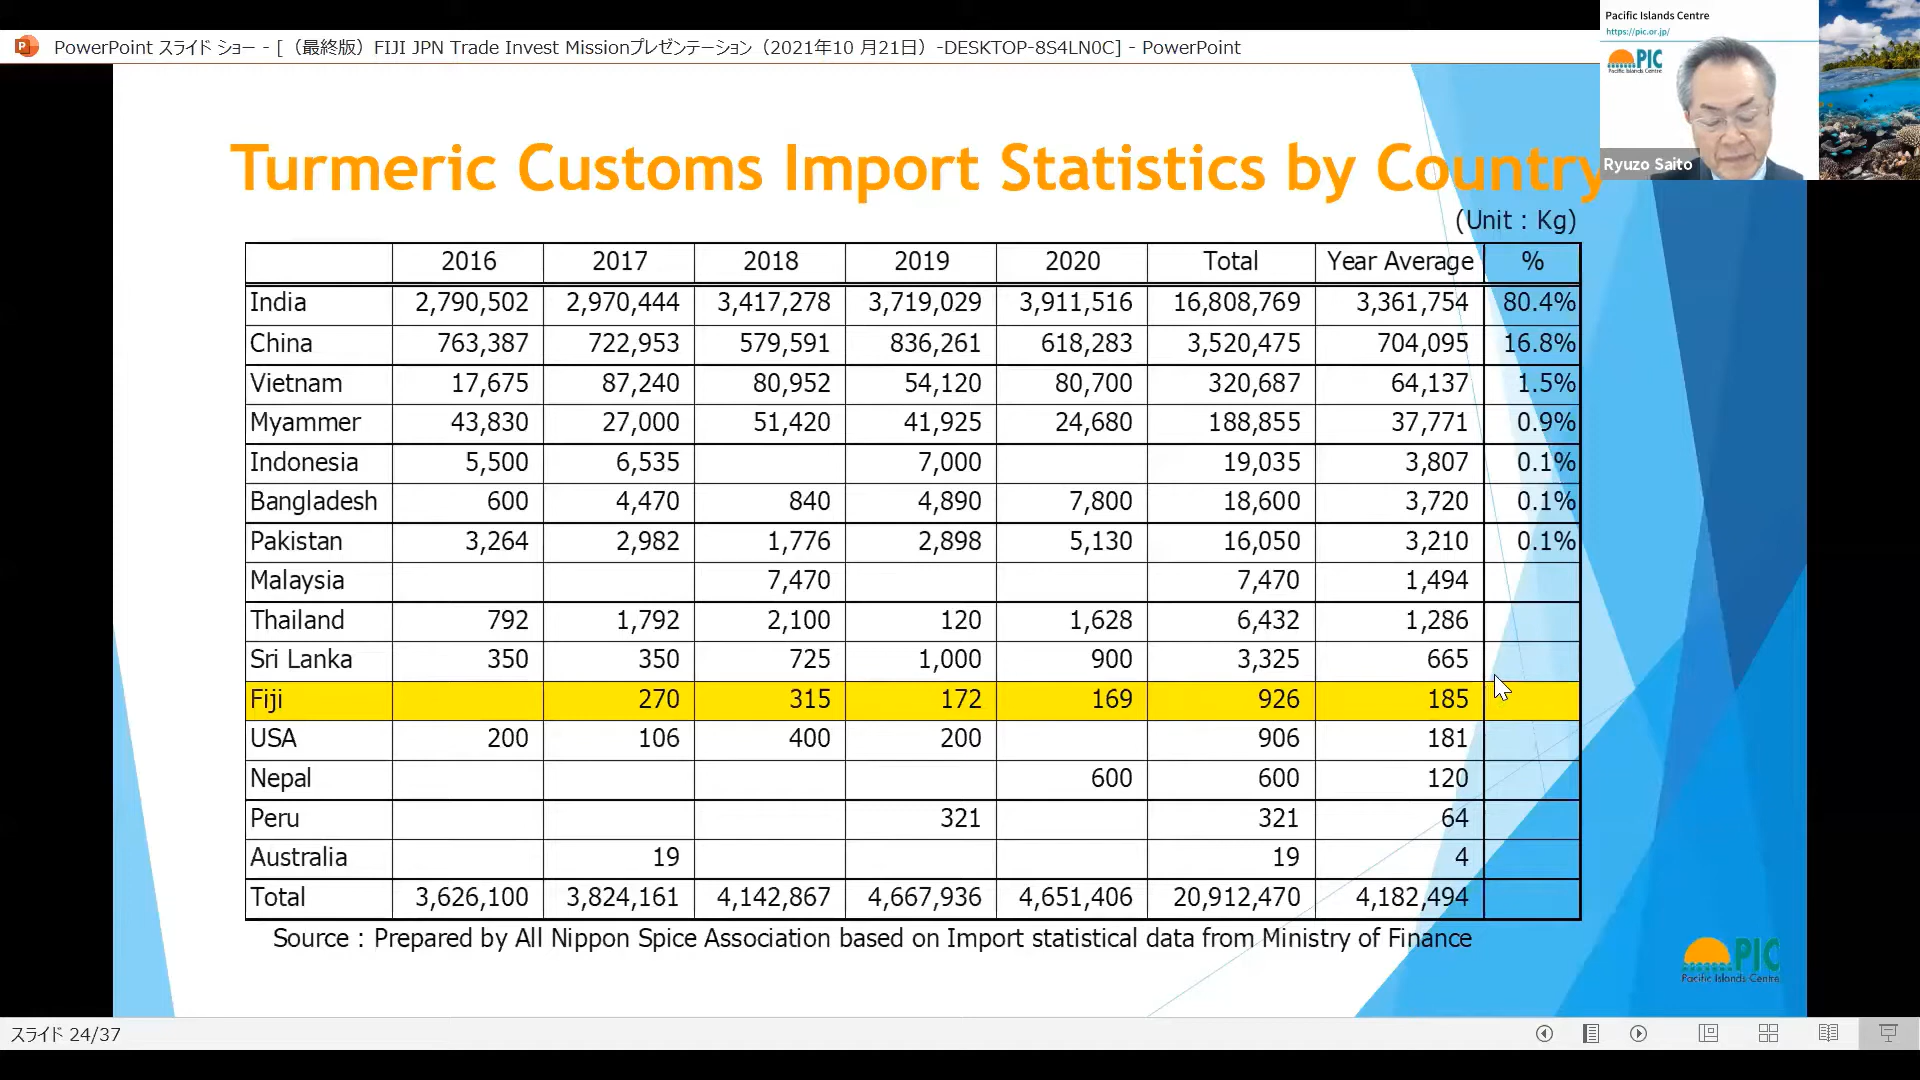 PowerPoint スライド ショー - [（最終版）FIJI JPN Trade Invest Missionプレゼンテーション（2021年10 月21日）-DESKTOP-8S4LN0C] - PowerPoint
Pacific Islands Centre
https://pic.or.jp/
PIC
Pacific Islands Centre
Ryuzo Saito
Turmeric Customs Import Statistics by Country
(Unit : Kg)
2016 2017 2018 2019 2020 Total Year Average %
India 2,790,502 2,970,444 3,417,278 3,719,029 3,911,516 16,808,769 3,361,754 80.4%
China 763,387 722,953 579,591 836,261 618,283 3,520,475 704,095 16.8%
Vietnam 17,675 87,240 80,952 54,120 80,700 320,687 64,137 1.5%
Myammer 43,830 27,000 51,420 41,925 24,680 188,855 37,771 0.9%
Indonesia 5,500 6,535 7,000 19,035 3,807 0.1%
Bangladesh 600 4,470 840 4,890 7,800 18,600 3,720 0.1%
Pakistan 3,264 2,982 1,776 2,898 5,130 16,050 3,210 0.1%
Malaysia 7,470 7,470 1,494
Thailand 792 1,792 2,100 120 1,628 6,432 1,286
Sri Lanka 350 350 725 1,000 900 3,325 665
Fiji 270 315 172 169 926 185
USA 200 106 400 200 906 181
Nepal 600 600 120
Peru 321 321 64
Australia 19 19 4
Total 3,626,100 3,824,161 4,142,867 4,667,936 4,651,406 20,912,470 4,182,494
Source : Prepared by All Nippon Spice Association based on Import statistical data from Ministry of Finance
PIC
Pacific Islands Centre
スライド 24/37